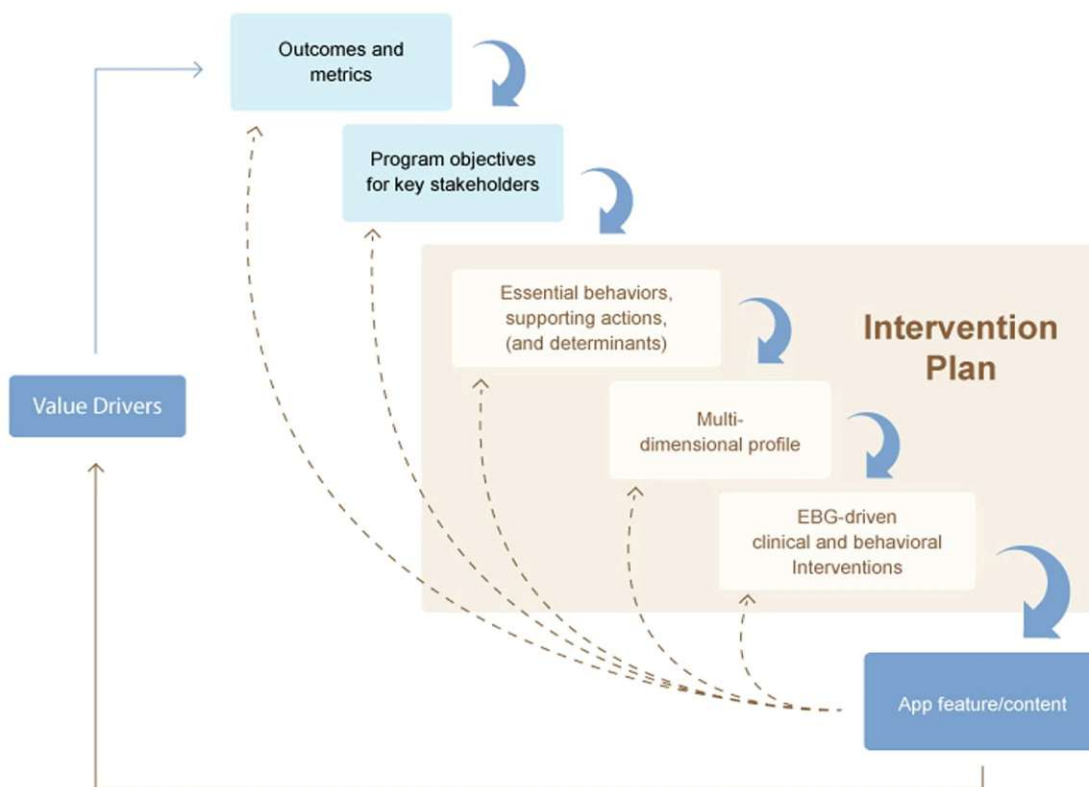 Outcomes and
metrics
Program objectives
for key stakeholders
Essential behaviors,
supporting actions,
(and determinants)
Intervention
Plan
Value Drivers
Multi-
dimensional profile
EBG-driven
clinical and behavioral
Interventions
App feature/content